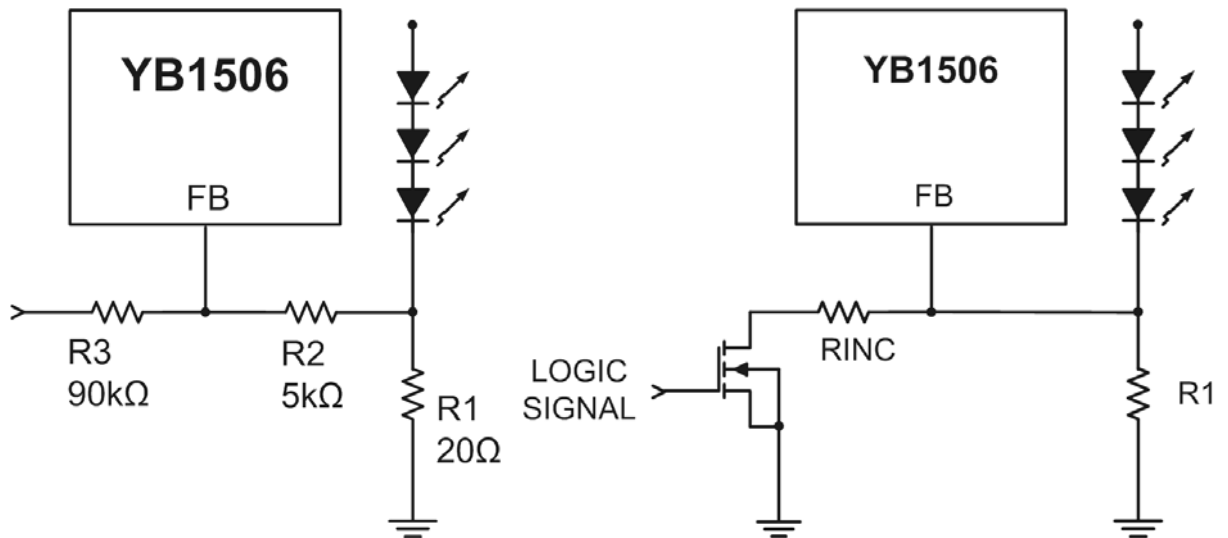 YB1506
FB
R3
90kΩ
R2
5kΩ
R1
20Ω
YB1506
FB
RINC
LOGIC
SIGNAL
R1